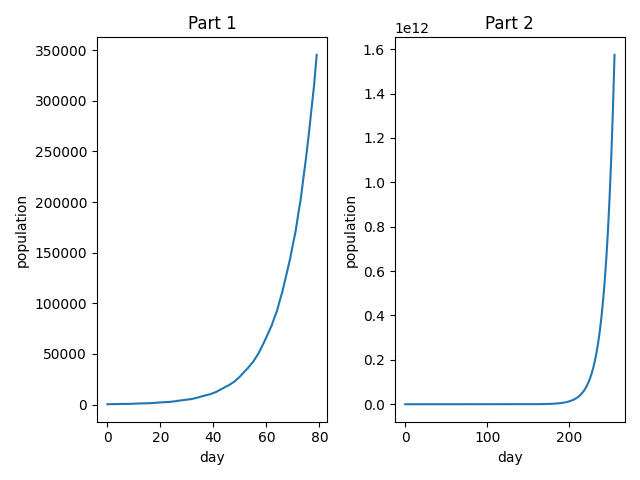 Part 1
350000
300000
250000
200000
150000
100000
50000
0
population
0 20 40 60 80
day
Part 2
1e12
1.6
1.4
1.2
1.0
0.8
0.6
0.4
0.2
0.0
population
0 100 200
day